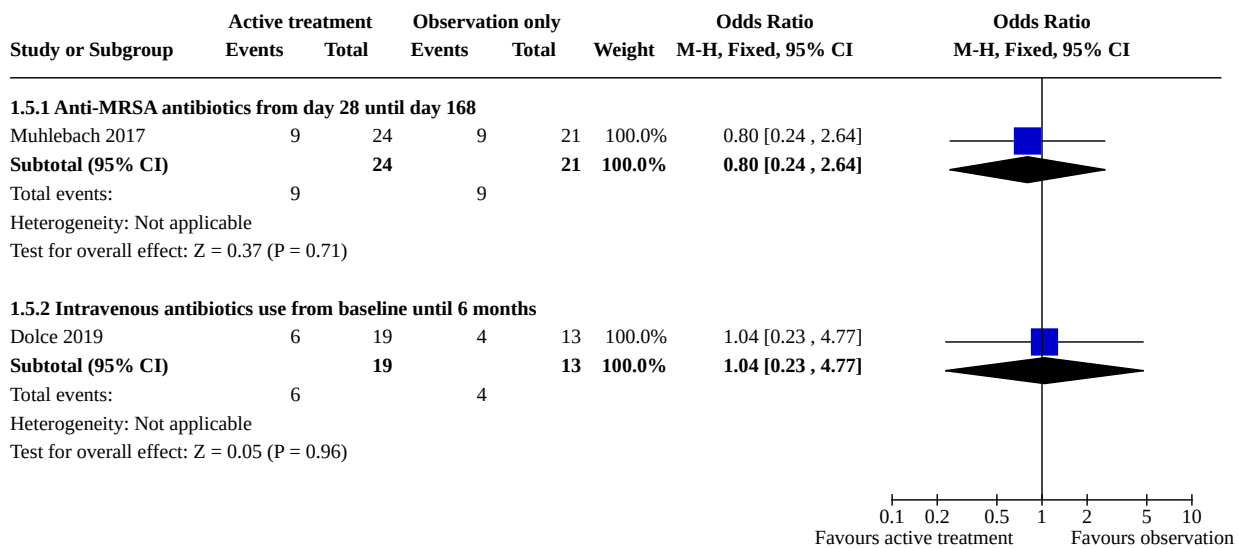 Active treatment Observation only Odds Ratio Odds Ratio
Study or Subgroup Events Total Events Total Weight M-H, Fixed, 95% CI M-H, Fixed, 95% CI
1.5.1 Anti-MRSA antibiotics from day 28 until day 168
Muhlebach 2017 9 24 9 21 100.0% 0.80 [0.24 , 2.64]
Subtotal (95% CI) 24 21 100.0% 0.80 [0.24 , 2.64]
Total events: 9 9
Heterogeneity: Not applicable
Test for overall effect: Z = 0.37 (P = 0.71)
1.5.2 Intravenous antibiotics use from baseline until 6 months
Dolce 2019 6 19 4 13 100.0% 1.04 [0.23 , 4.77]
Subtotal (95% CI) 19 13 100.0% 1.04 [0.23 , 4.77]
Total events: 6 4
Heterogeneity: Not applicable
Test for overall effect: Z = 0.05 (P = 0.96)
0.1 0.2 0.5 1 2 5 10
Favours active treatment Favours observation